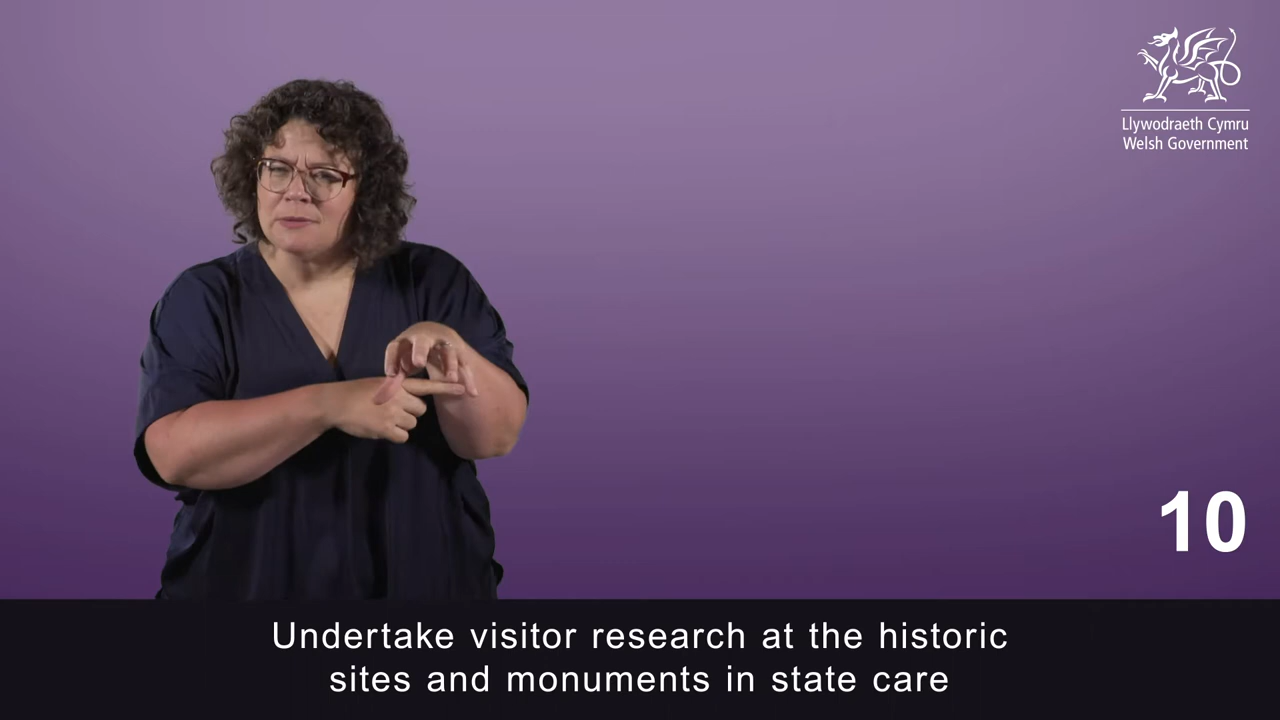 Llywodraeth Cymru
Welsh Government
10
Undertake visitor research at the historic
sites and monuments in state care